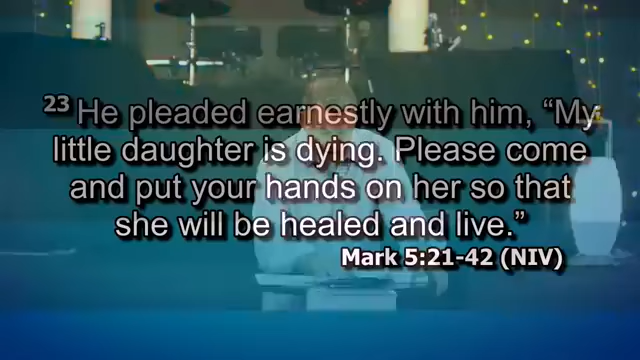 23 He pleaded earnestly with him, “My
little daughter is dying. Please come
and put your hands on her so that
she will be healed and live.”
Mark 5:21-42 (NIV)